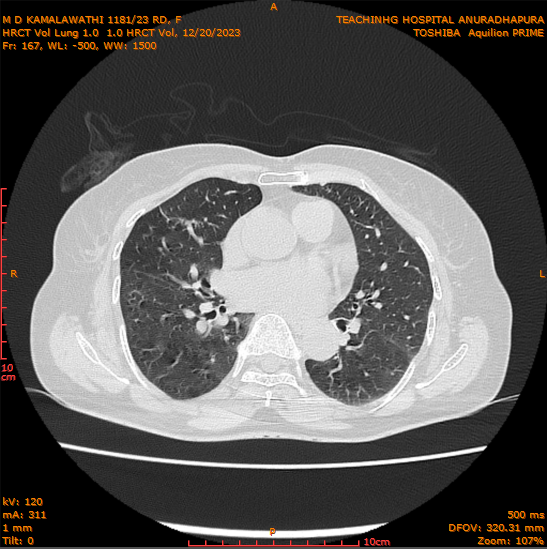 A
M D KAMALAWATHI 1181/23 RD, F
HRCT Vol Lung 1.0 1.0 HRCT Vol, 12/20/2023
Fr: 167, WL: -500, WW: 1500
TEACHINHG HOSPITAL ANURADHAPURA
TOSHIBA Aquilion PRIME
R
L
10
cm
kV: 120
mA: 311
1 mm
Tilt: 0
P
10cm
500 ms
DFOV: 320.31 mm
Zoom: 107%